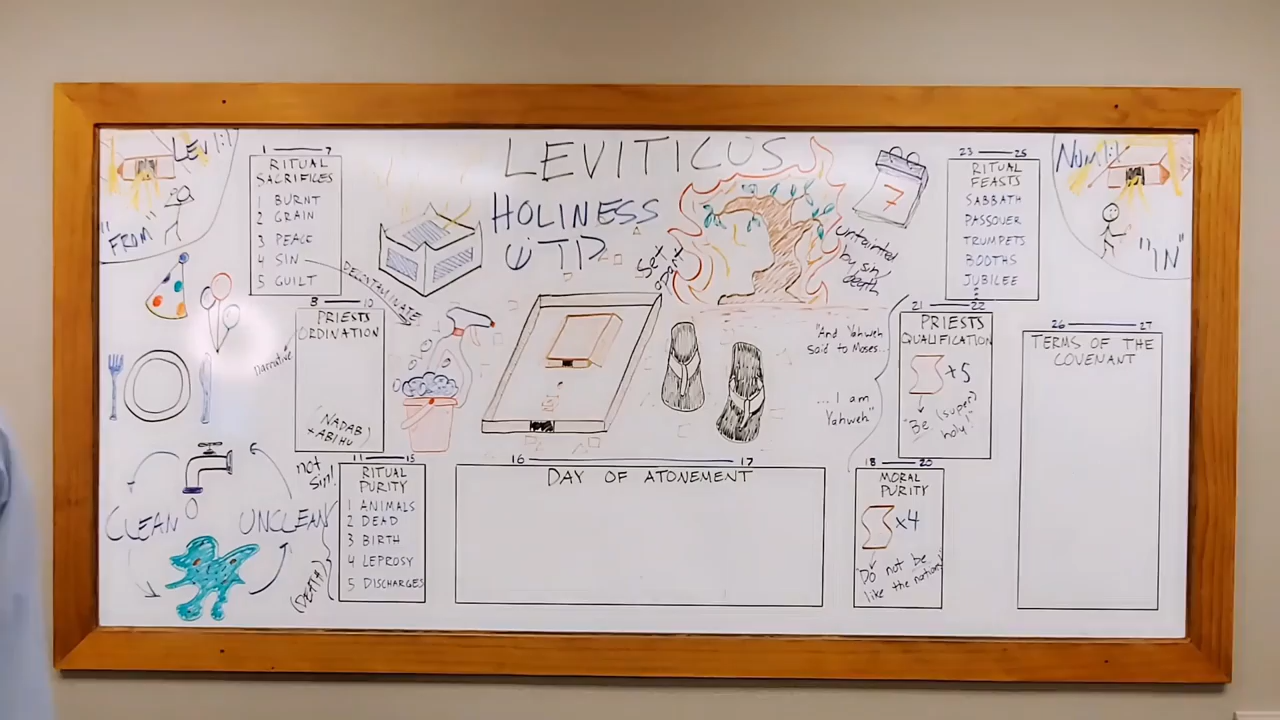 LEV 1:1
"FROM"
1 7
RITUAL
SACRIFICES
1 BURNT
2 GRAIN
3 PEACE
4 SIN
5 GUILT
DECONTAMINATE
8 10
PRIESTS
ORDINATION
narrative
(NADAB
+ ABIHU)
not
sin!
11 15
RITUAL
PURITY
1 ANIMALS
2 DEAD
3 BIRTH
4 LEPROSY
5 DISCHARGES
(DEATH)
CLEAN
UNCLEAN
LEVITICUS
HOLINESS
Set
apart
7
untainted
by sin,
death
16 17
DAY OF ATONEMENT
"And Yahweh
said to Moses...
... I am
Yahweh"
18 20
MORAL
PURITY
x4
"Do not be
like the nations"
21 22
PRIESTS
QUALIFICATION
x5
"Be (super)
holy!"
23 25
RITUAL
FEASTS
SABBATH
PASSOVER
TRUMPETS
BOOTHS
JUBILEE
26 27
TERMS OF THE
COVENANT
NUM 1:1
"IN"